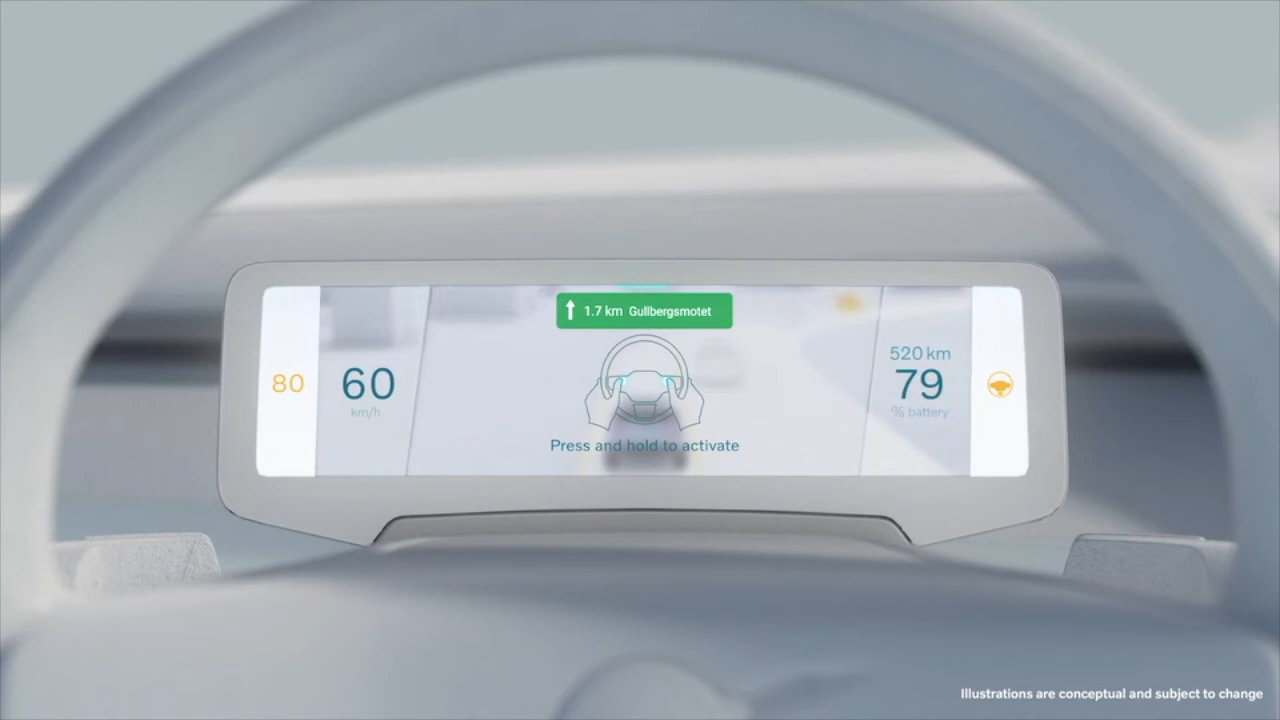 1.7 km Gullbergsmotet
80
60
km/h
520 km
79
% battery
Press and hold to activate
Illustrations are conceptual and subject to change